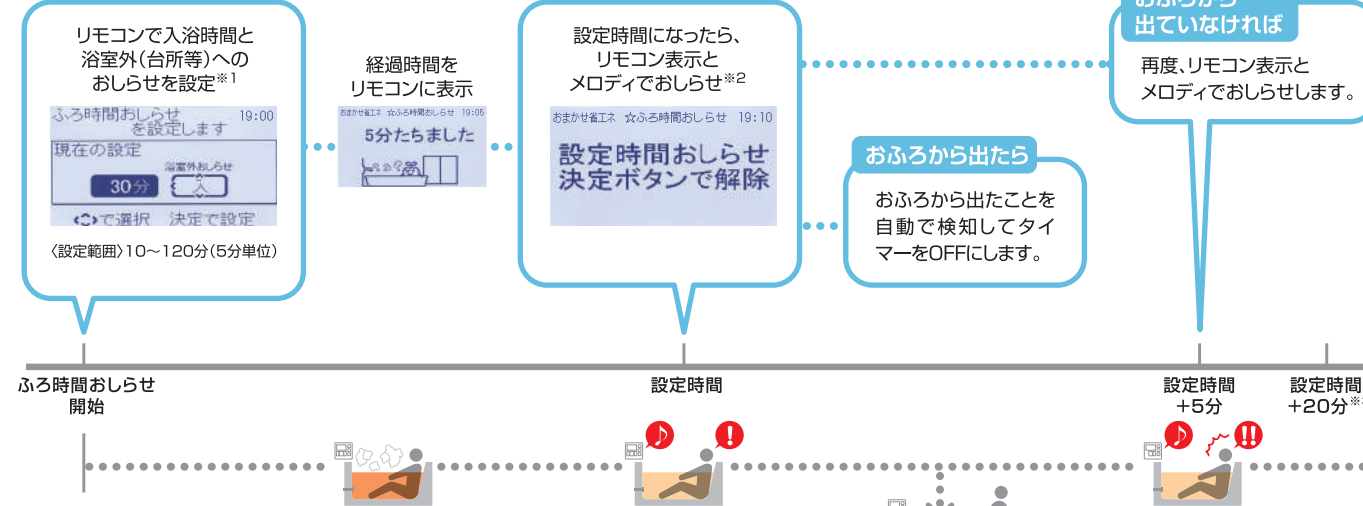 リモコンで入浴時間と
浴室外(台所等)への
おしらせを設定※1
ふろ時間おしらせ 19:00
を設定します
現在の設定
浴室外おしらせ
30分 入
で選択 決定で設定
〈設定範囲〉10〜120分(5分単位)
経過時間を
リモコンに表示
おまかせ省エネ ☆ふろ時間おしらせ 19:05
5分たちました
設定時間になったら、
リモコン表示と
メロディでおしらせ※2
おまかせ省エネ ☆ふろ時間おしらせ 19:10
設定時間おしらせ
決定ボタンで解除
おふろから出たら
おふろから出たことを
自動で検知してタイ
マーをOFFにします。
おふろから
出ていなければ
再度、リモコン表示と
メロディでおしらせします。
ふろ時間おしらせ
開始
設定時間
設定時間
+5分
設定時間
+20分※